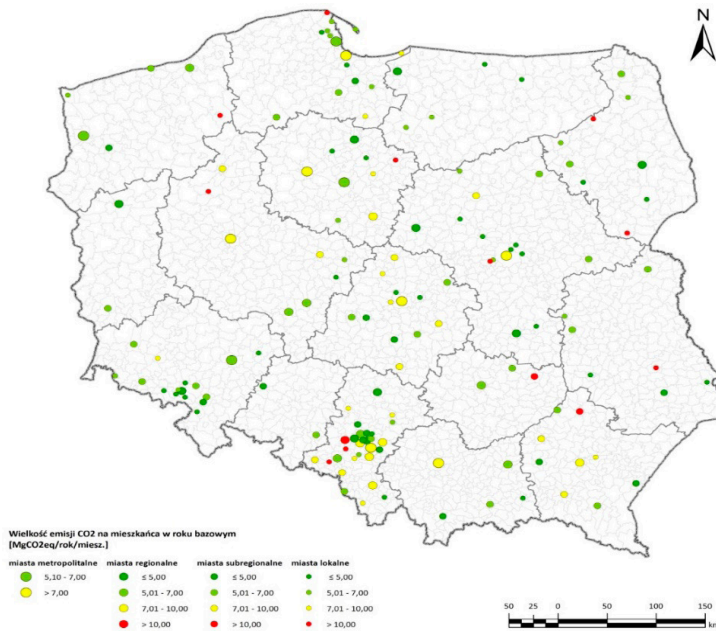 N
Wielkość emisji CO2 na mieszkańca w roku bazowym
[MgCO2eq/rok/miesz.]
miasta metropolitalne miasta regionalne miasta subregionalne miasta lokalne
5,10 - 7,00 ≤ 5,00 ≤ 5,00 ≤ 5,00
> 7,00 5,01 - 7,00 5,01 - 7,00 5,01 - 7,00
7,01 - 10,00 7,01 - 10,00 7,01 - 10,00
> 10,00 > 10,00 > 10,00
50 25 0 50 100 150
km